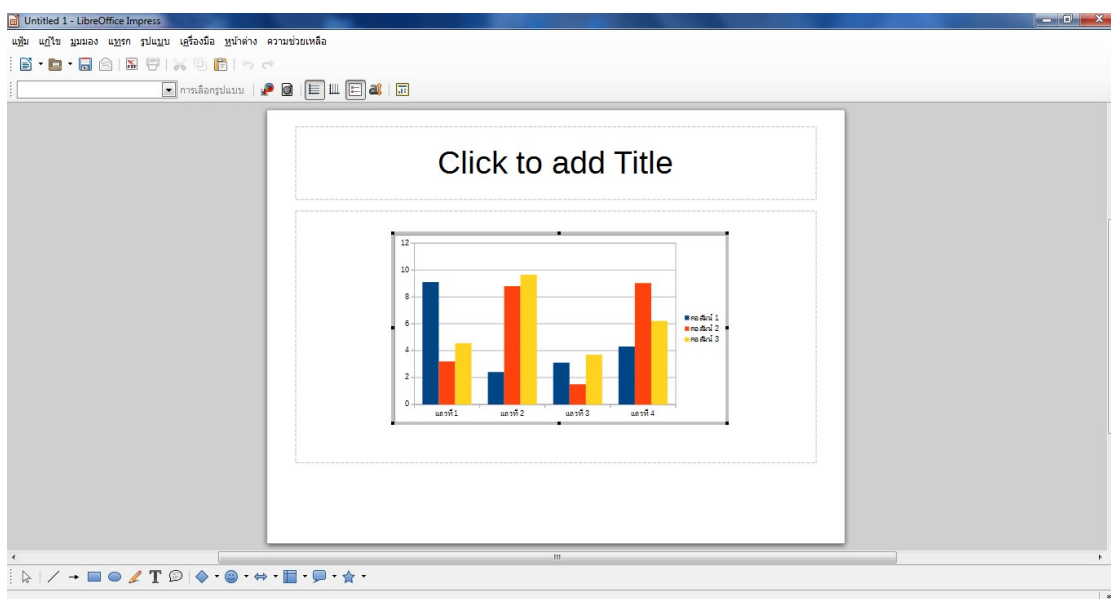 Untitled 1 - LibreOffice Impress
แฟ้ม แก้ไข มุมมอง แทรก รูปแบบ เครื่องมือ หน้าต่าง ความช่วยเหลือ
การเลือกรูปแบบ
Click to add Title
12
10
8
6
4
2
0
แถวที่ 1 แถวที่ 2 แถวที่ 3 แถวที่ 4
คอลัมน์ 1
คอลัมน์ 2
คอลัมน์ 3